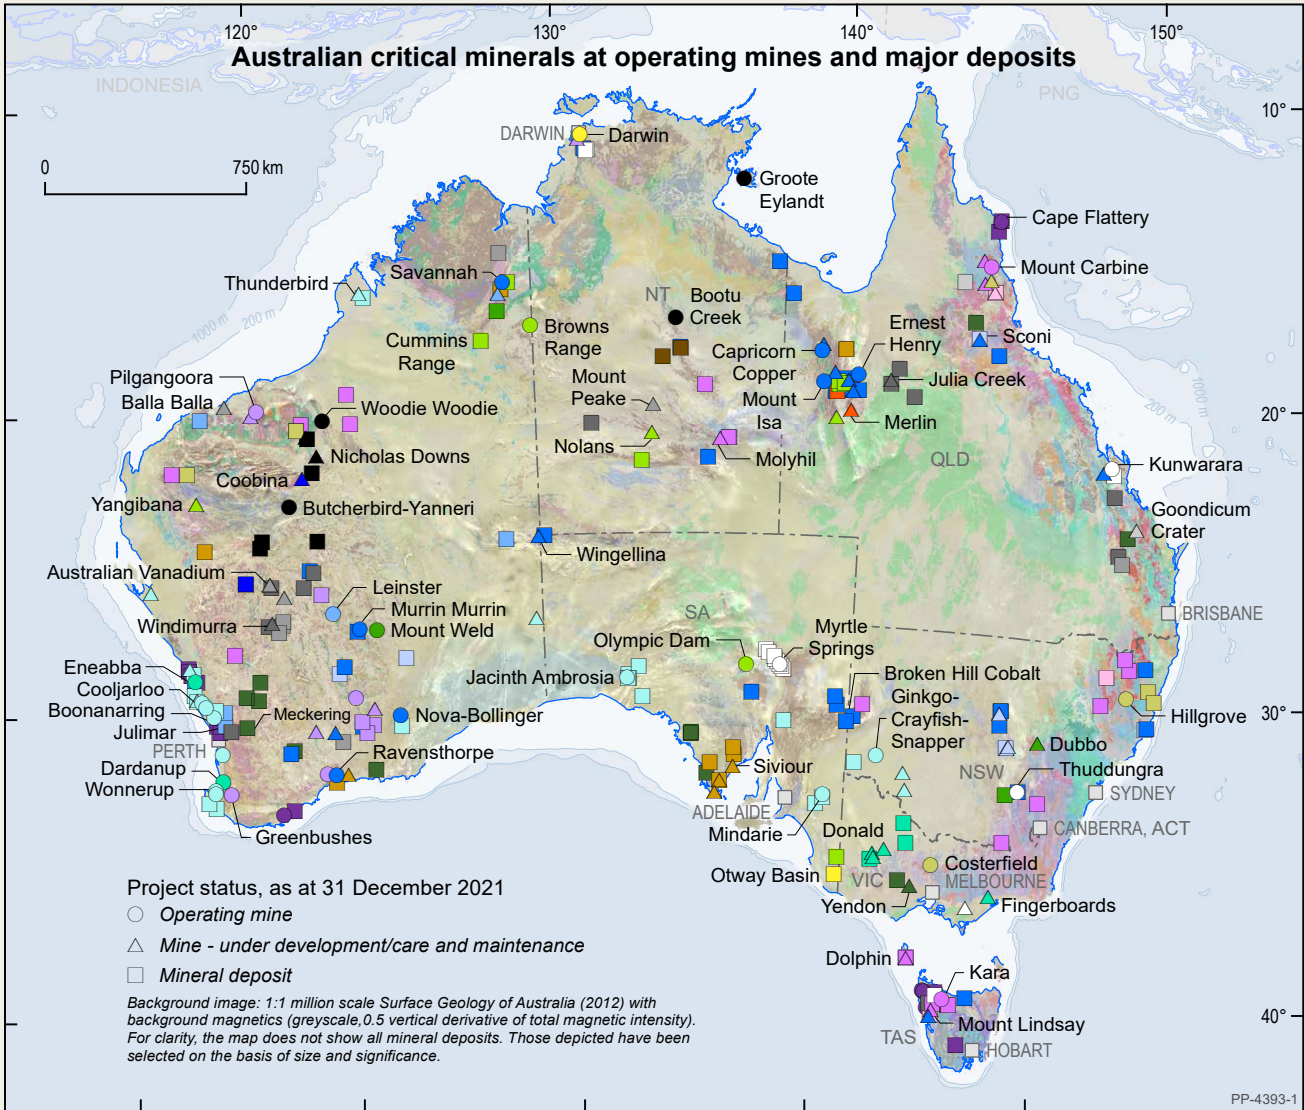 120°
130°
140°
150°
Australian critical minerals at operating mines and major deposits
INDONESIA
PNG
10°
DARWIN
Darwin
0
750 km
Groote
Eylandt
Cape Flattery
Savannah
Mount Carbine
Thunderbird
NT
Bootu
Creek
1000 m
200 m
Cummins
Range
Browns
Range
Ernest
Henry
Sconi
Capricorn
Copper
Pilgangoora
Balla Balla
Mount
Peake
Mount
Isa
Julia Creek
200 m
1000 m
Woodie Woodie
Merlin
20°
Nicholas Downs
Nolans
Molyhil
QLD
Kunwarara
Coobina
Yangibana
Butcherbird-Yanneri
Goondicum
Crater
Wingellina
Australian Vanadium
Leinster
Murrin Murrin
Mount Weld
Windimurra
SA
BRISBANE
Olympic Dam
Myrtle
Springs
Eneabba
Cooljarloo
Boonanarring
Julimar
Jacinth Ambrosia
Broken Hill Cobalt
Ginkgo-
Crayfish-
Snapper
Meckering
Nova-Bollinger
Hillgrove
30°
PERTH
Ravensthorpe
Dubbo
Dardanup
Wonnerup
Siviour
NSW
Thuddungra
SYDNEY
ADELAIDE
Mindarie
Donald
CANBERRA, ACT
Greenbushes
Costerfield
Otway Basin
VIC
MELBOURNE
Yendon
Fingerboards
Project status, as at 31 December 2021
Operating mine
Mine - under development/care and maintenance
Mineral deposit
Dolphin
Kara
Background image: 1:1 million scale Surface Geology of Australia (2012) with
background magnetics (greyscale,0.5 vertical derivative of total magnetic intensity).
For clarity, the map does not show all mineral deposits. Those depicted have been
selected on the basis of size and significance.
40°
Mount Lindsay
TAS
HOBART
PP-4393-1